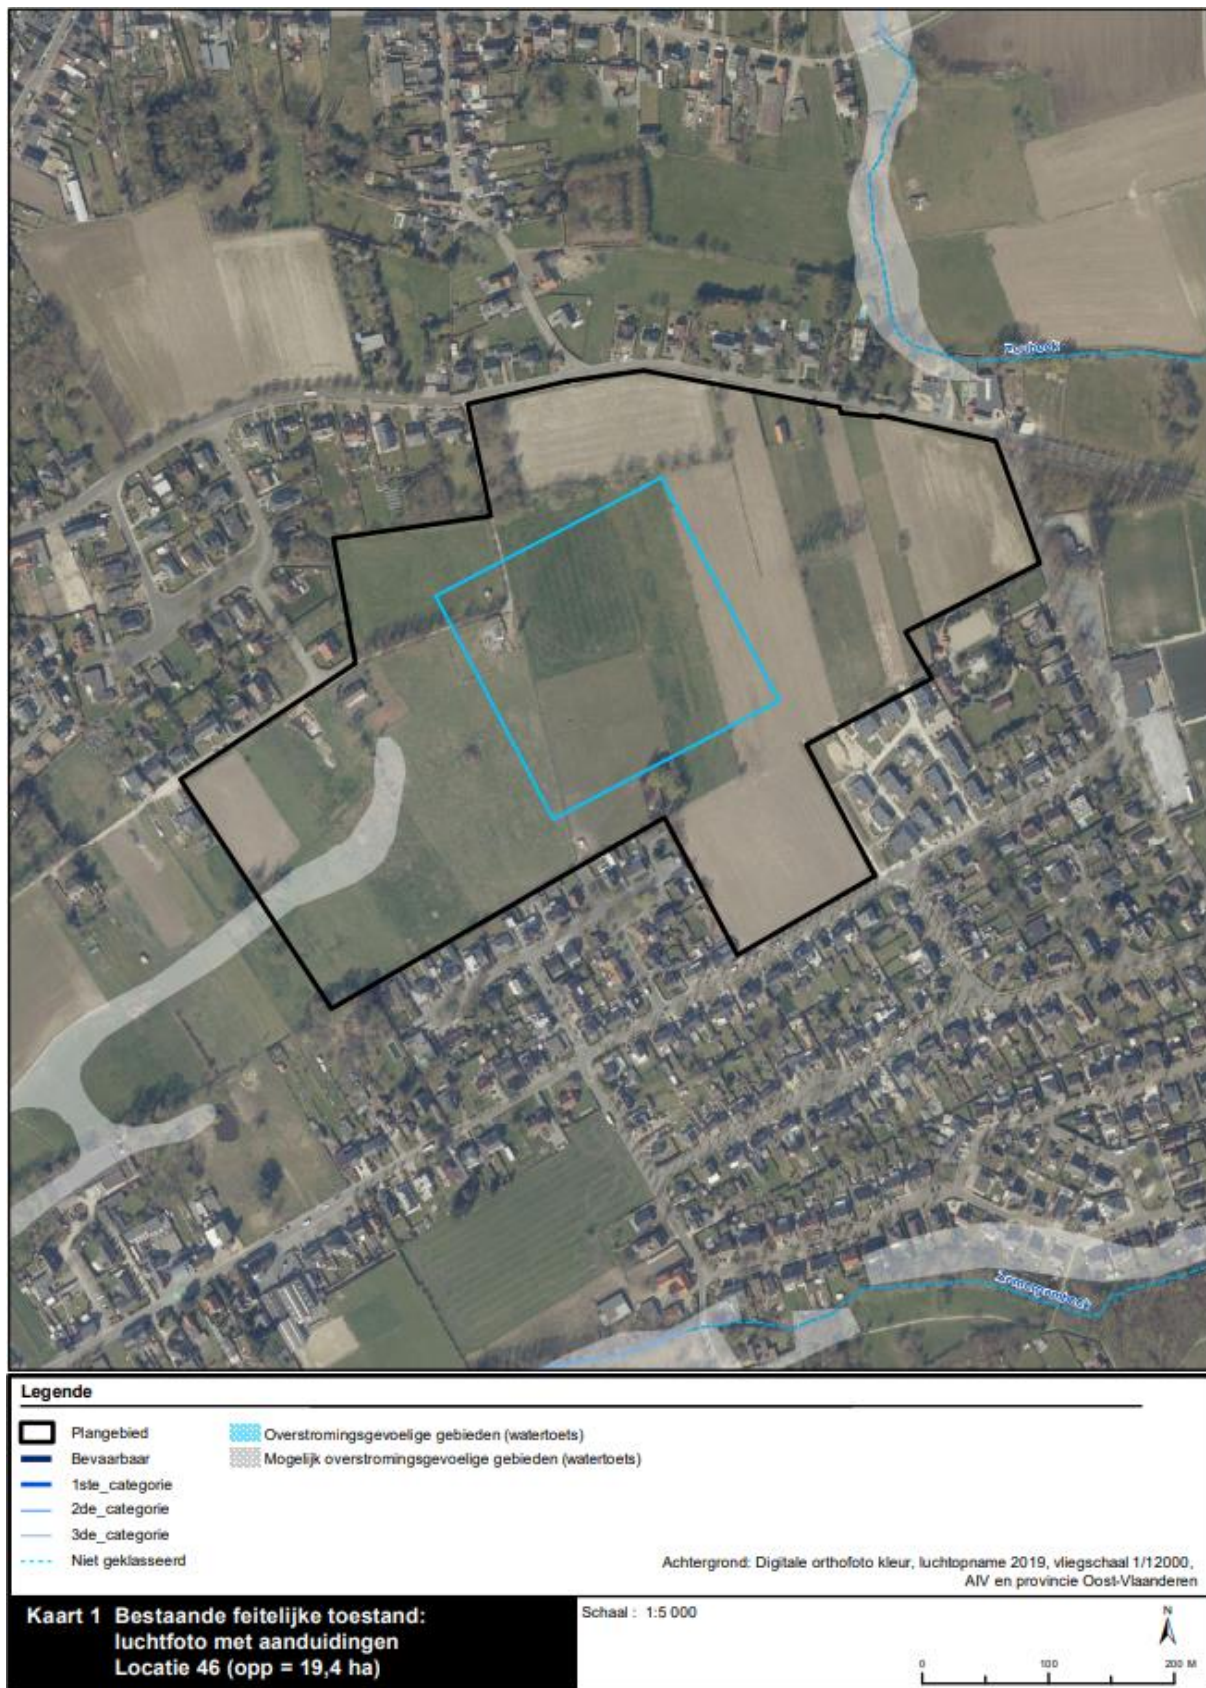 Zeubeek
Zomergembeek
Legende
Plangebied
Bevaarbaar
1ste_categorie
2de_categorie
3de_categorie
Niet geklasseerd
Overstromingsgevoelige gebieden (watertoets)
Mogelijk overstromingsgevoelige gebieden (watertoets)
Achtergrond: Digitale orthofoto kleur, luchtopname 2019, vliegschaal 1/12000,
AIV en provincie Oost-Vlaanderen
Kaart 1 Bestaande feitelijke toestand:
luchtfoto met aanduidingen
Locatie 46 (opp = 19,4 ha)
Schaal : 1:5 000
N
0 100 200 M